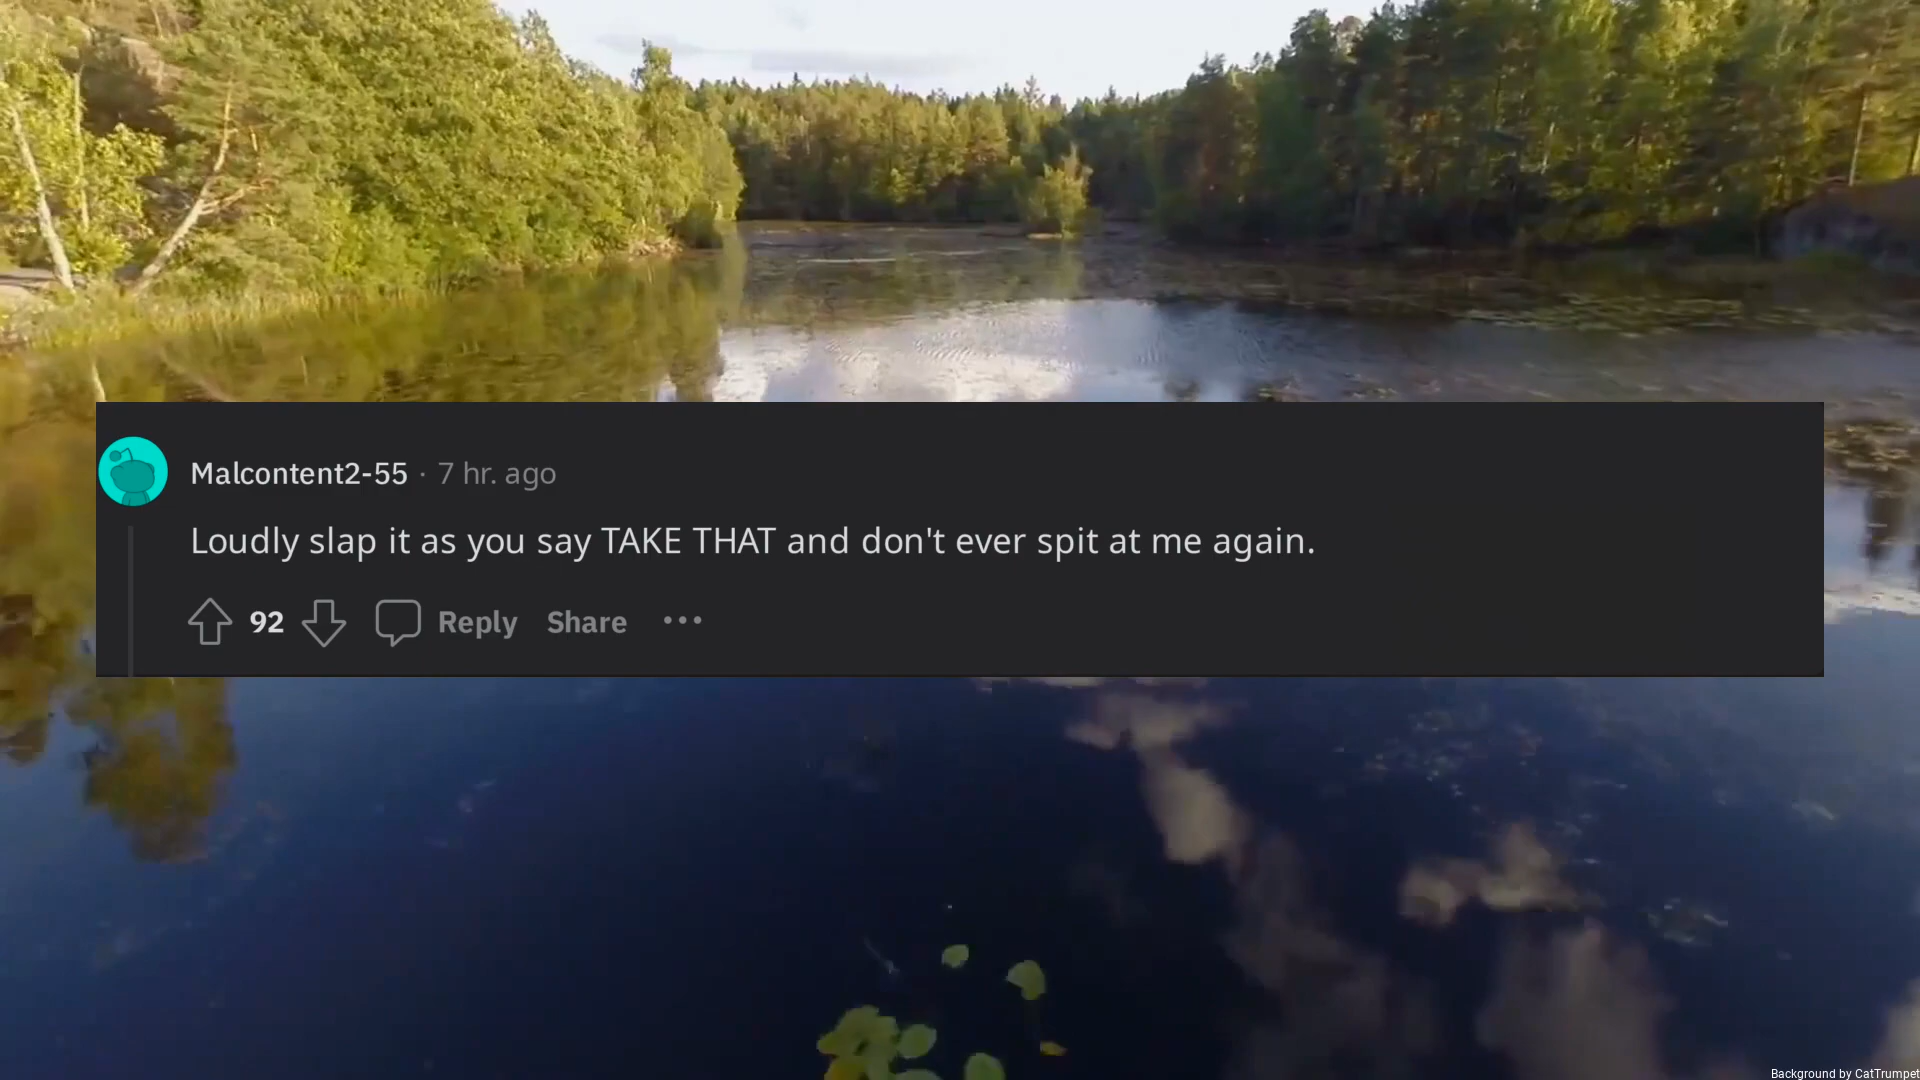 Malcontent2-55 · 7 hr. ago
Loudly slap it as you say TAKE THAT and don't ever spit at me again.
92 Reply Share ···
Background by CatTrumpet